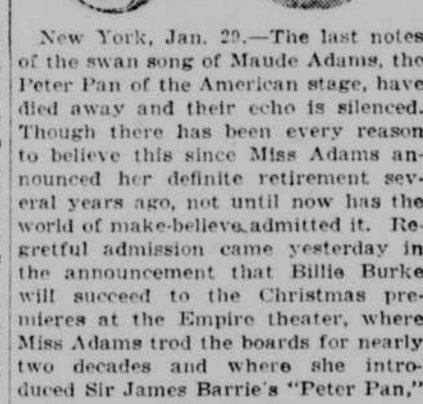 New York, Jan. 29.—The last notes
of the swan song of Maude Adams, the
Peter Pan of the American stage, have
died away and their echo is silenced.
Though there has been every reason
to believe this since Miss Adams an-
nounced her definite retirement sev-
eral years ago, not until now has the
world of make-believe admitted it. Re-
gretful admission came yesterday in
the announcement that Billie Burke
will succeed to the Christmas pre-
mieres at the Empire theater, where
Miss Adams trod the boards for nearly
two decades and where she intro-
duced Sir James Barrie's "Peter Pan,"